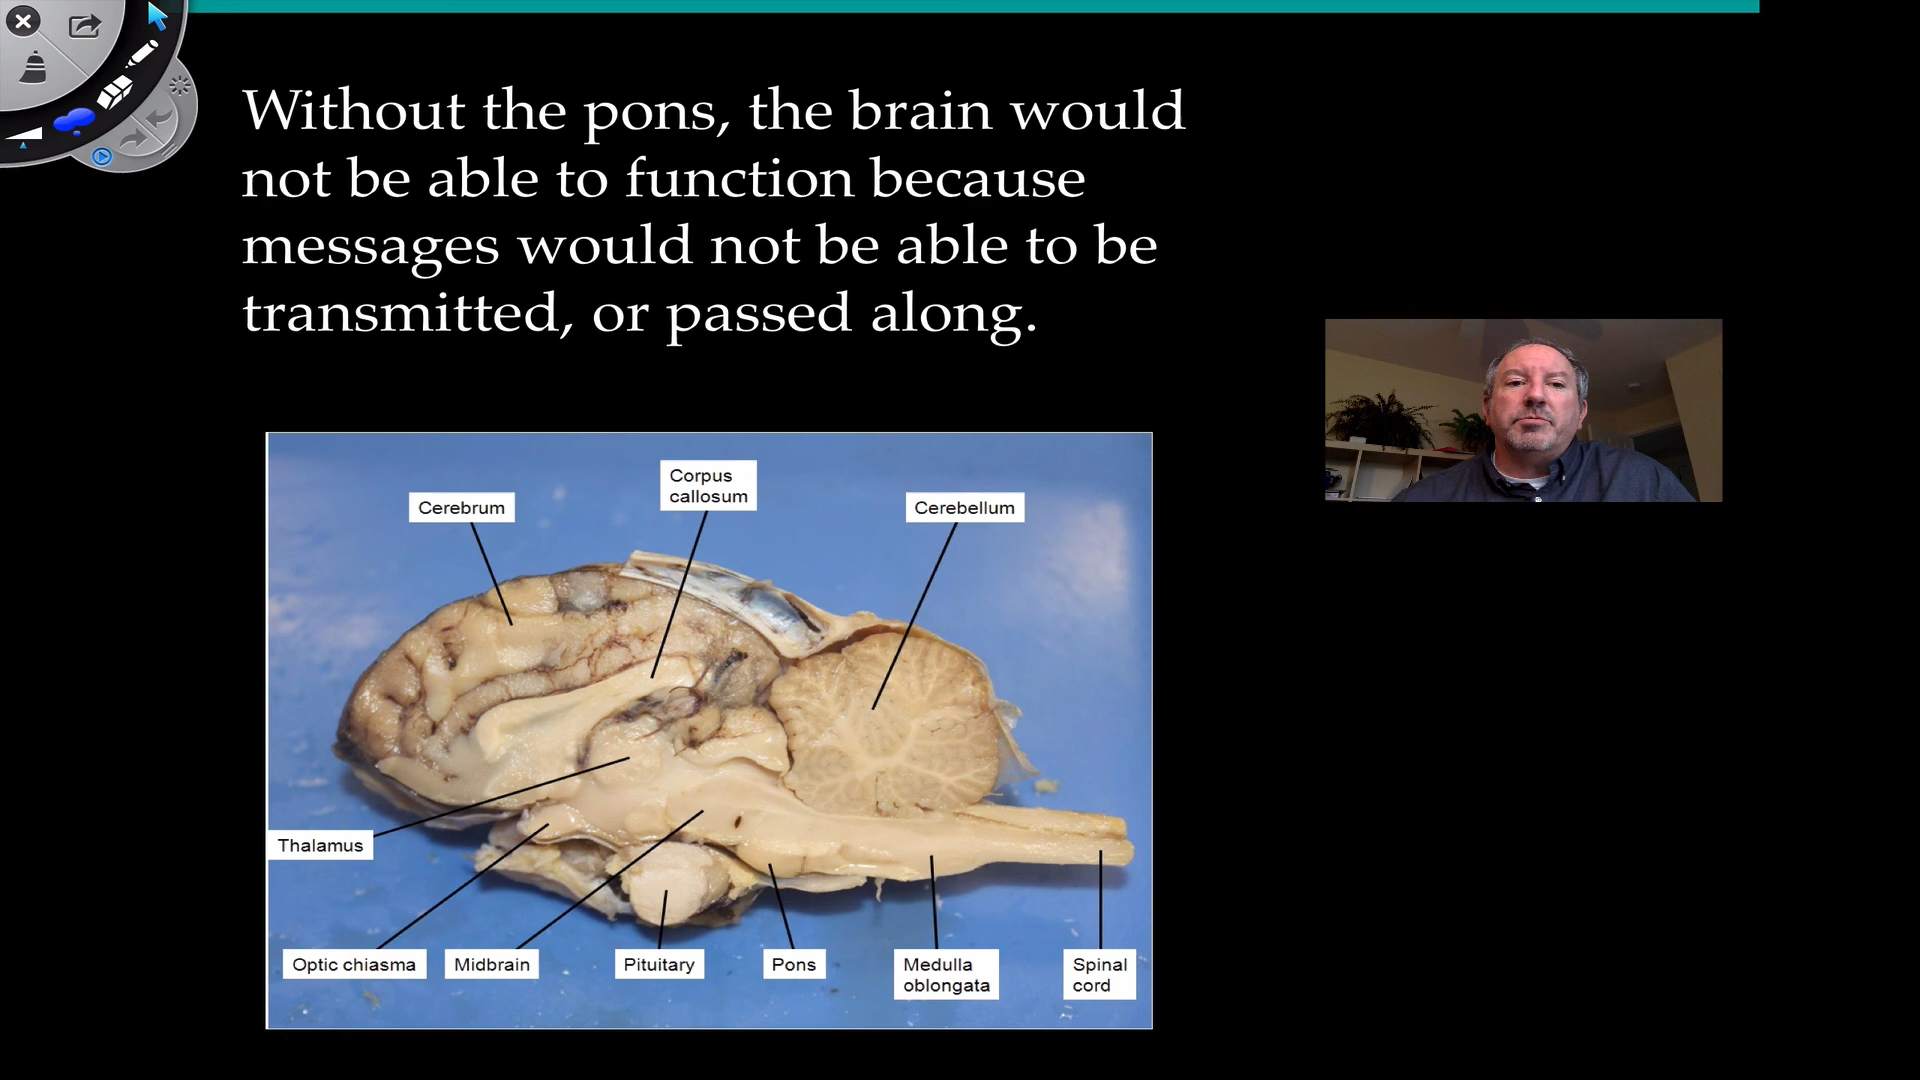 Without the pons, the brain would
not be able to function because
messages would not be able to be
transmitted, or passed along.
Corpus
callosum
Cerebrum
Cerebellum
Thalamus
Optic chiasma
Midbrain
Pituitary
Pons
Medulla
oblongata
Spinal
cord